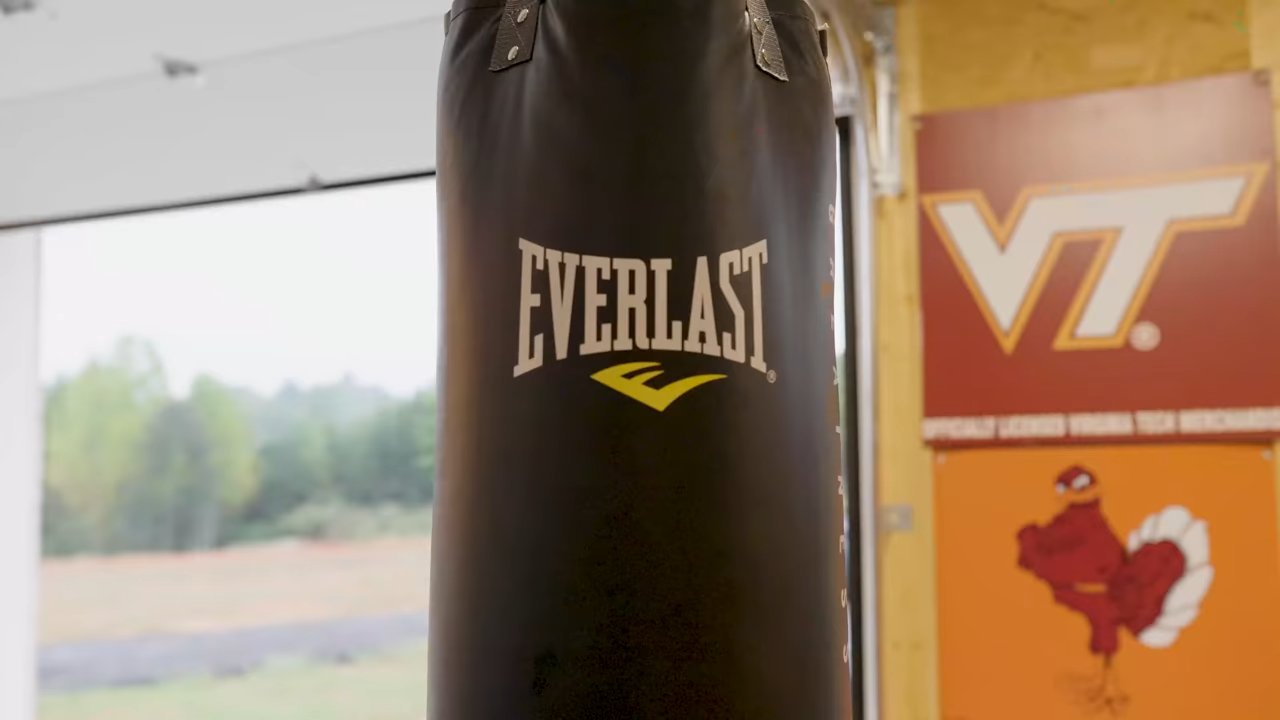 EVERLAST
®
VT
®
OFFICIALLY LICENSED VIRGINIA TECH MERCHANDISE